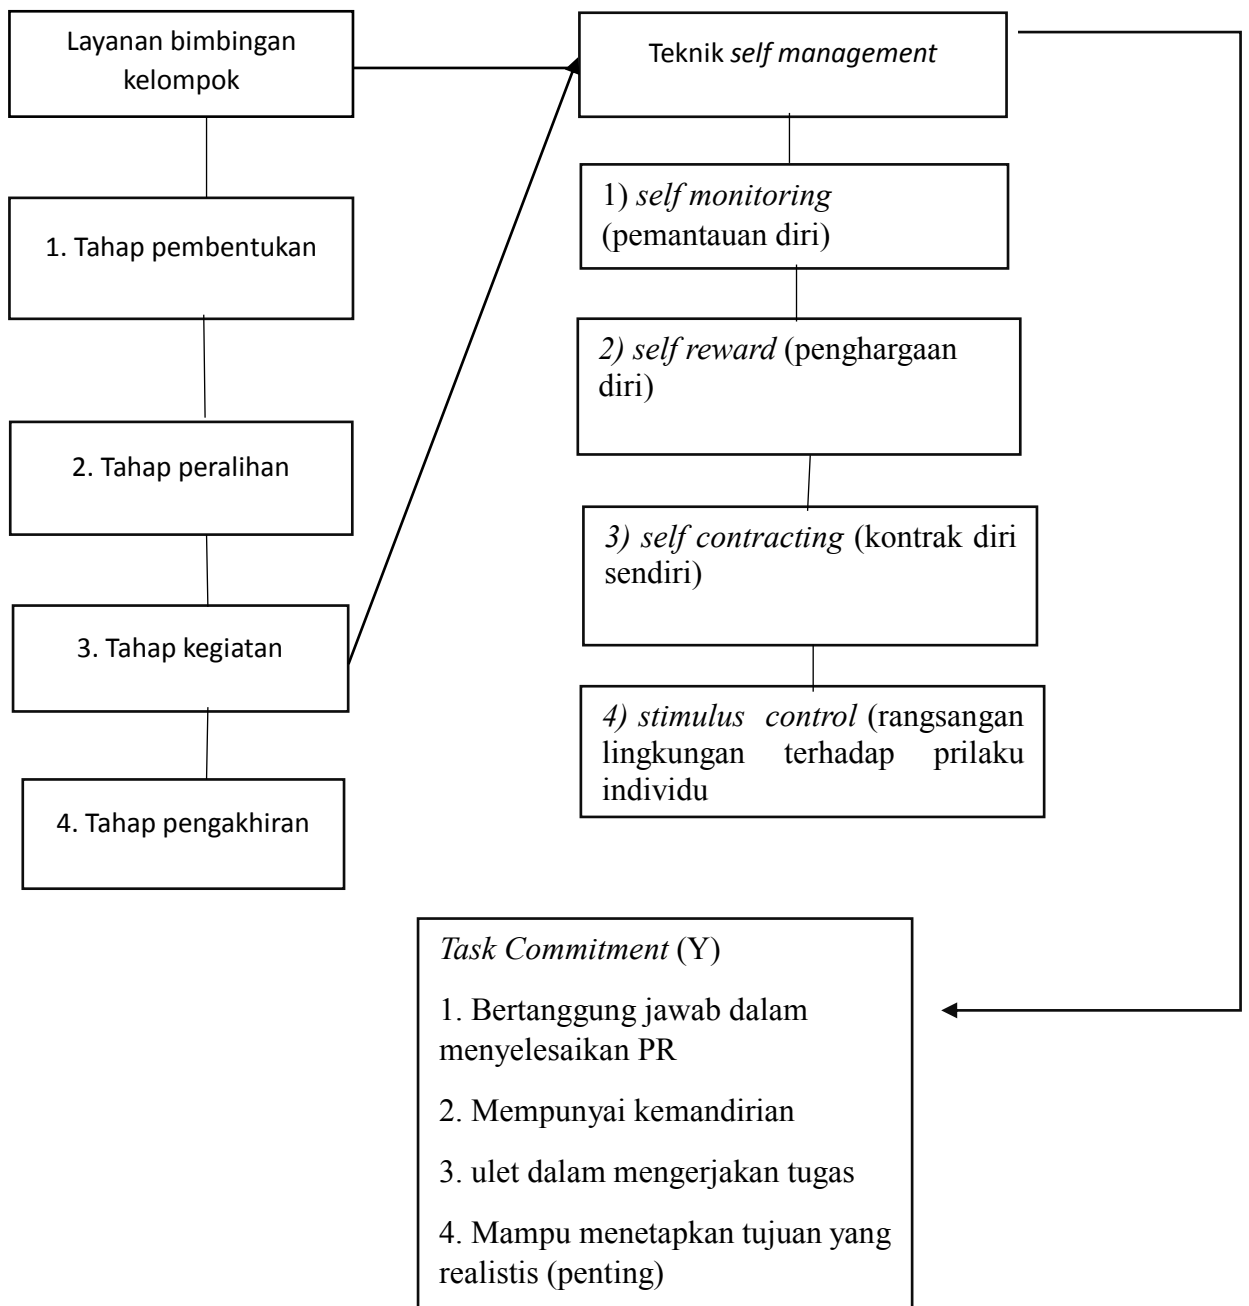 Layanan bimbingan
kelompok
1. Tahap pembentukan
2. Tahap peralihan
3. Tahap kegiatan
4. Tahap pengakhiran
Teknik self management
1) self monitoring
(pemantauan diri)
2) self reward (penghargaan
diri)
3) self contracting (kontrak diri
sendiri)
4) stimulus control (rangsangan
lingkungan terhadap prilaku
individu
Task Commitment (Y)
1. Bertanggung jawab dalam
menyelesaikan PR
2. Mempunyai kemandirian
3. ulet dalam mengerjakan tugas
4. Mampu menetapkan tujuan yang
realistis (penting)